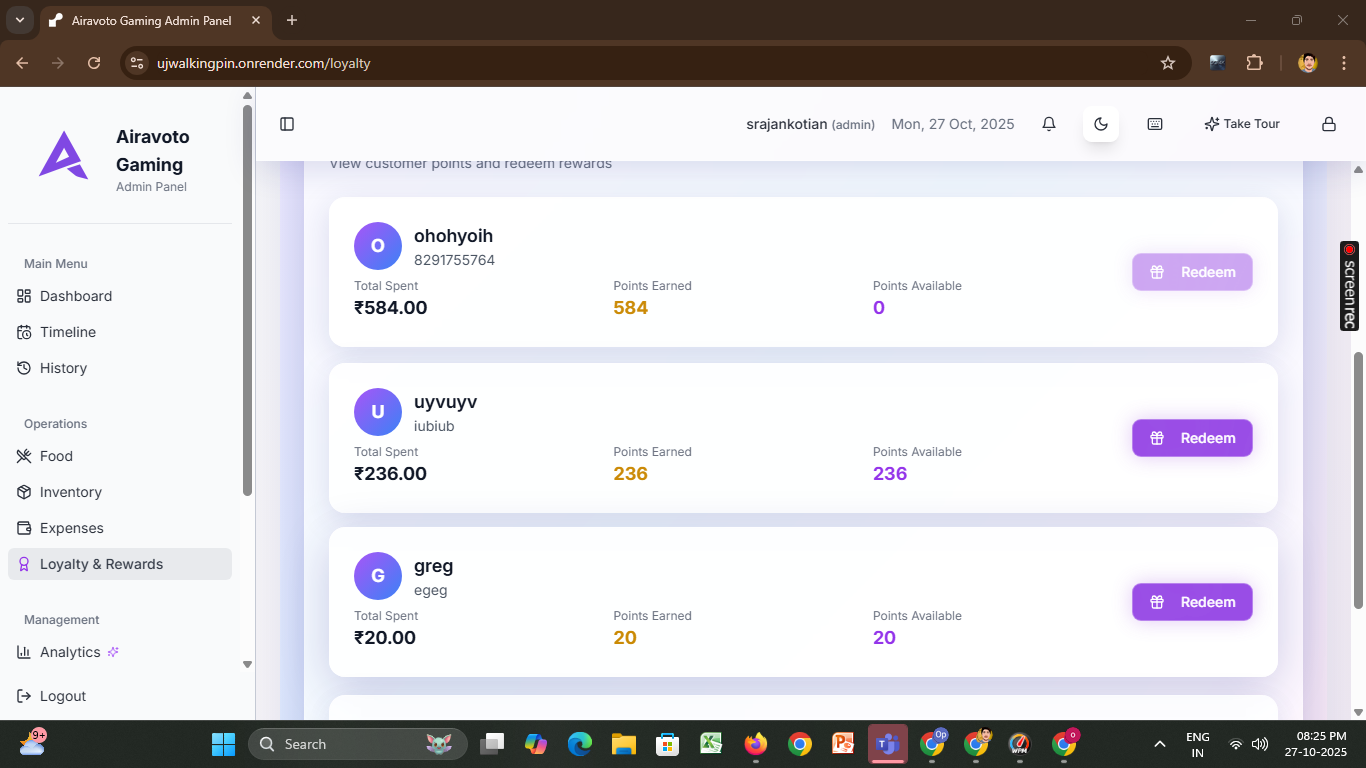 Airavoto Gaming Admin Panel
ujwalkingpin.onrender.com/loyalty
Airavoto
Gaming
Admin Panel
Main Menu
Dashboard
Timeline
History
Operations
Food
Inventory
Expenses
Loyalty & Rewards
Management
Analytics
Logout
srajankotian (admin) Mon, 27 Oct, 2025 Take Tour
View customer points and redeem rewards
O
ohohyoih
8291755764
Total Spent Points Earned Points Available
₹584.00 584 0
Redeem
U
uyvuyv
iubiub
Total Spent Points Earned Points Available
₹236.00 236 236
Redeem
G
greg
egeg
Total Spent Points Earned Points Available
₹20.00 20 20
Redeem
screen rec
9+
Search
Op
WFM
ENG
IN
08:25 PM
27-10-2025